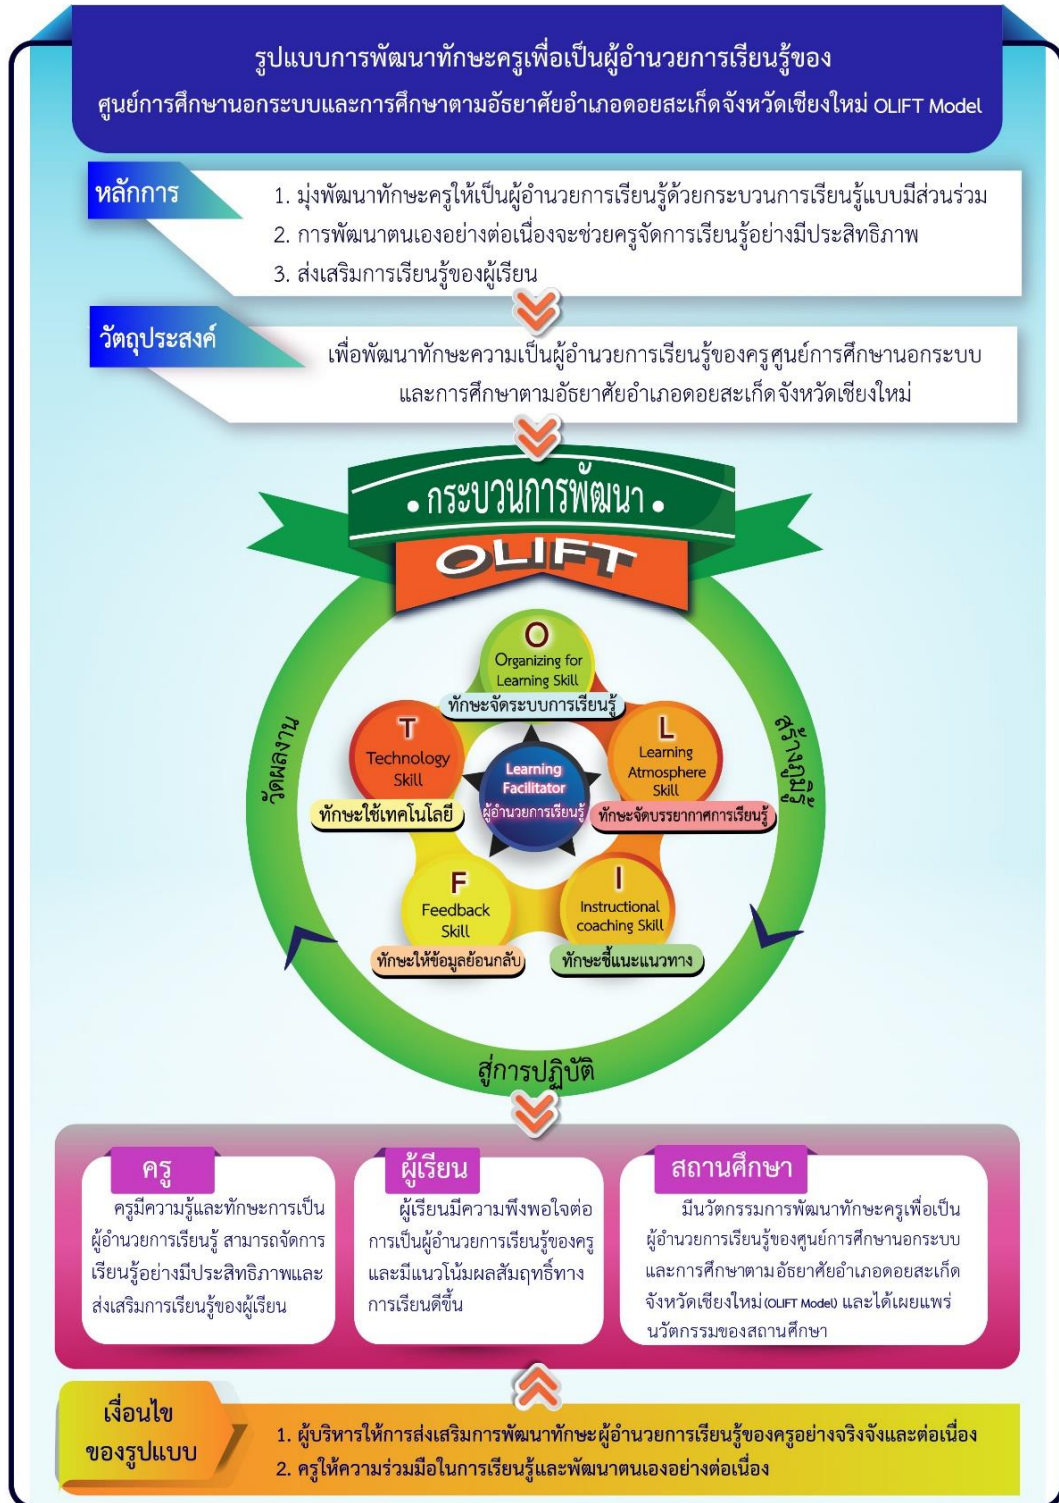 รูปแบบการพัฒนาทักษะครูเพื่อเป็นผู้อำนวยการเรียนรู้ของ
ศูนย์การศึกษานอกระบบและการศึกษาตามอัธยาศัยอำเภอดอยสะเก็ดจังหวัดเชียงใหม่ OLIFT Model
หลักการ
1. มุ่งพัฒนาทักษะครูให้เป็นผู้อำนวยการเรียนรู้ด้วยกระบวนการเรียนรู้แบบมีส่วนร่วม
2. การพัฒนาตนเองอย่างต่อเนื่องจะช่วยครูจัดการเรียนรู้อย่างมีประสิทธิภาพ
3. ส่งเสริมการเรียนรู้ของผู้เรียน
วัตถุประสงค์
เพื่อพัฒนาทักษะความเป็นผู้อำนวยการเรียนรู้ของครูศูนย์การศึกษานอกระบบ
และการศึกษาตามอัธยาศัยอำเภอดอยสะเก็ดจังหวัดเชียงใหม่
• กระบวนการพัฒนา •
OLIFT
O
Organizing for
Learning Skill
ทักษะจัดระบบการเรียนรู้
L
Learning
Atmosphere
Skill
ทักษะจัดบรรยากาศการเรียนรู้
I
Instructional
coaching Skill
ทักษะชี้แนะแนวทาง
F
Feedback
Skill
ทักษะให้ข้อมูลย้อนกลับ
T
Technology
Skill
ทักษะใช้เทคโนโลยี
Learning
Facilitator
ผู้อำนวยการเรียนรู้
สร้างภูมิรู้
สู่การปฏิบัติ
วัดผลงาน
ครู
ครูมีความรู้และทักษะการเป็น
ผู้อำนวยการเรียนรู้ สามารถจัดการ
เรียนรู้อย่างมีประสิทธิภาพและ
ส่งเสริมการเรียนรู้ของผู้เรียน
ผู้เรียน
ผู้เรียนมีความพึงพอใจต่อ
การเป็นผู้อำนวยการเรียนรู้ของครู
และมีแนวโน้มผลสัมฤทธิ์ทาง
การเรียนดีขึ้น
สถานศึกษา
มีนวัตกรรมการพัฒนาทักษะครูเพื่อเป็น
ผู้อำนวยการเรียนรู้ของศูนย์การศึกษานอกระบบ
และการศึกษาตามอัธยาศัยอำเภอดอยสะเก็ด
จังหวัดเชียงใหม่ (OLIFT Model) และได้เผยแพร่
นวัตกรรมของสถานศึกษา
เงื่อนไข
ของรูปแบบ
1. ผู้บริหารให้การส่งเสริมการพัฒนาทักษะผู้อำนวยการเรียนรู้ของครูอย่างจริงจังและต่อเนื่อง
2. ครูให้ความร่วมมือในการเรียนรู้และพัฒนาตนเองอย่างต่อเนื่อง